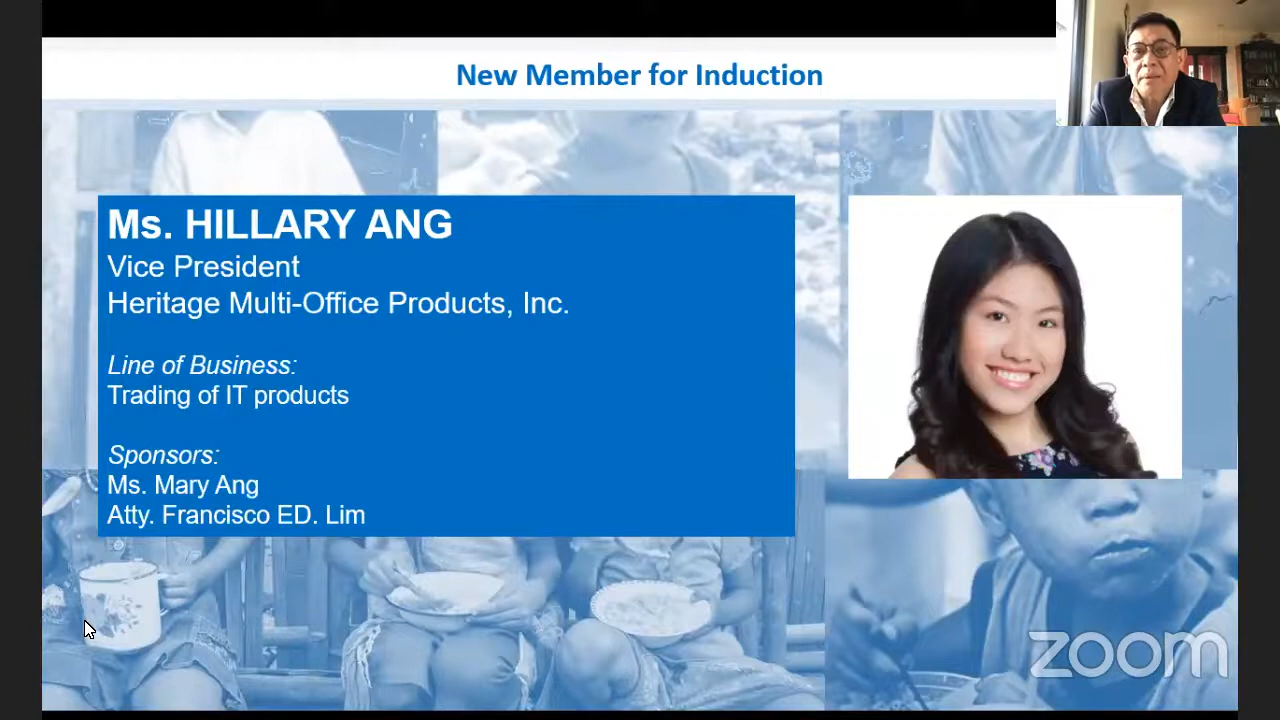 New Member for Induction
Ms. HILLARY ANG
Vice President
Heritage Multi-Office Products, Inc.
Line of Business:
Trading of IT products
Sponsors:
Ms. Mary Ang
Atty. Francisco ED. Lim
zoom